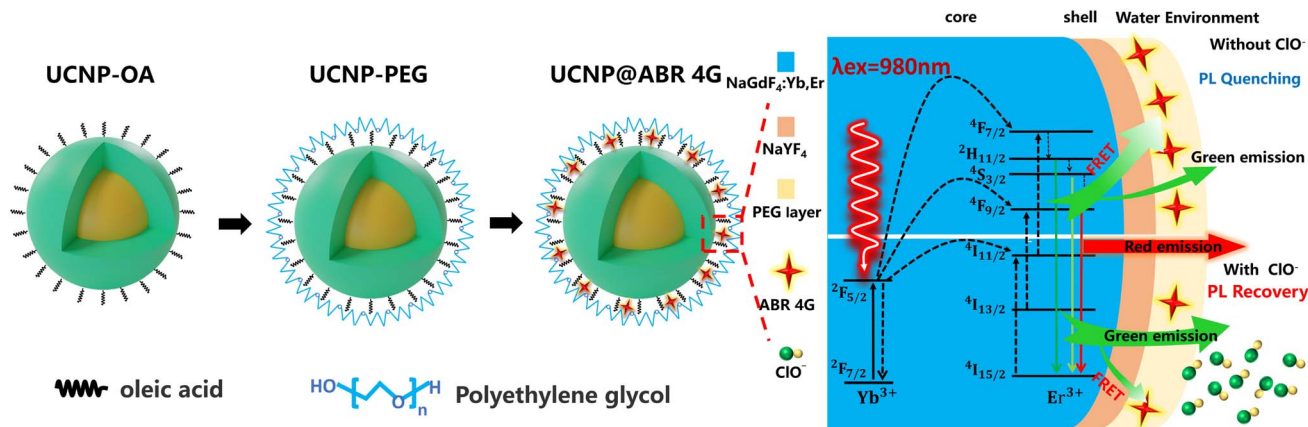 UCNP-OA
UCNP-PEG
UCNP@ABR 4G
oleic acid
HO
O
n
H
Polyethylene glycol
NaGdF₄:Yb,Er
NaYF₄
PEG layer
ABR 4G
ClO⁻
core
shell
Water Environment
λex=980nm
Without ClO⁻
PL Quenching
⁴F₇/₂
²H₁₁/₂
⁴S₃/₂
⁴F₉/₂
⁴I₁₁/₂
⁴I₁₃/₂
⁴I₁₅/₂
²F₅/₂
²F₇/₂
Yb³⁺
Er³⁺
FRET
Green emission
Red emission
With ClO⁻
PL Recovery
Green emission
FRET